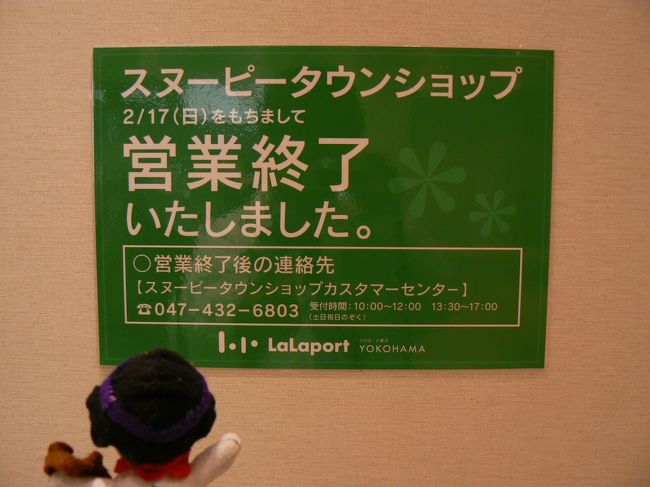 スヌーピータウンショップ
2/17(日)をもちまして
営業終了
いたしました。
○営業終了後の連絡先
【スヌーピータウンショップカスタマーセンター】
☎047-432-6803 受付時間:10:00~12:00 13:30~17:00
(土日祝日のぞく)
LaLaport YOKOHAMA